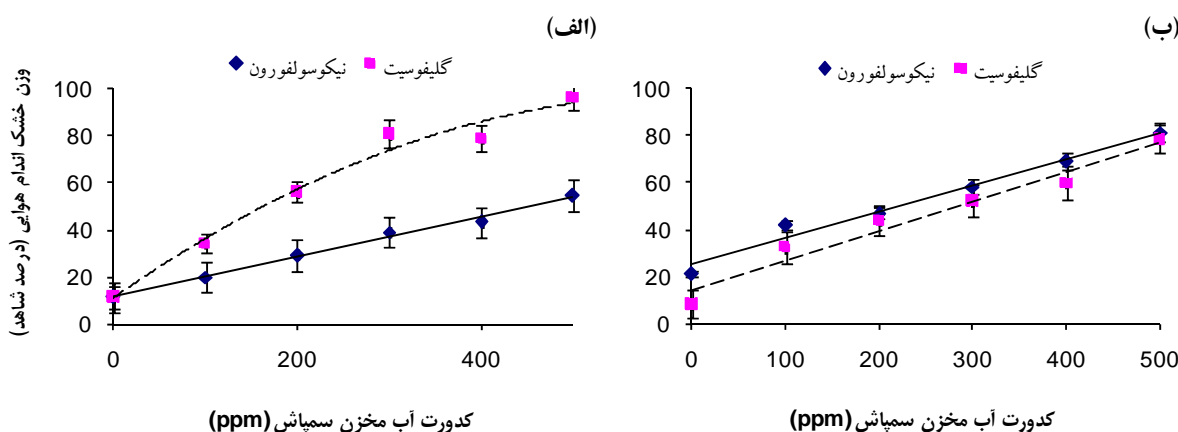 (الف)
نیکوسولفورون گلیفوسیت
وزن خشک اندام هوایی (درصد شاهد)
100
80
60
40
20
0
0 200 400
کدورت آب مخزن سمپاش (ppm)
(ب)
نیکوسولفورون گلیفوسیت
100
80
60
40
20
0
0 100 200 300 400 500
کدورت آب مخزن سمپاش (ppm)